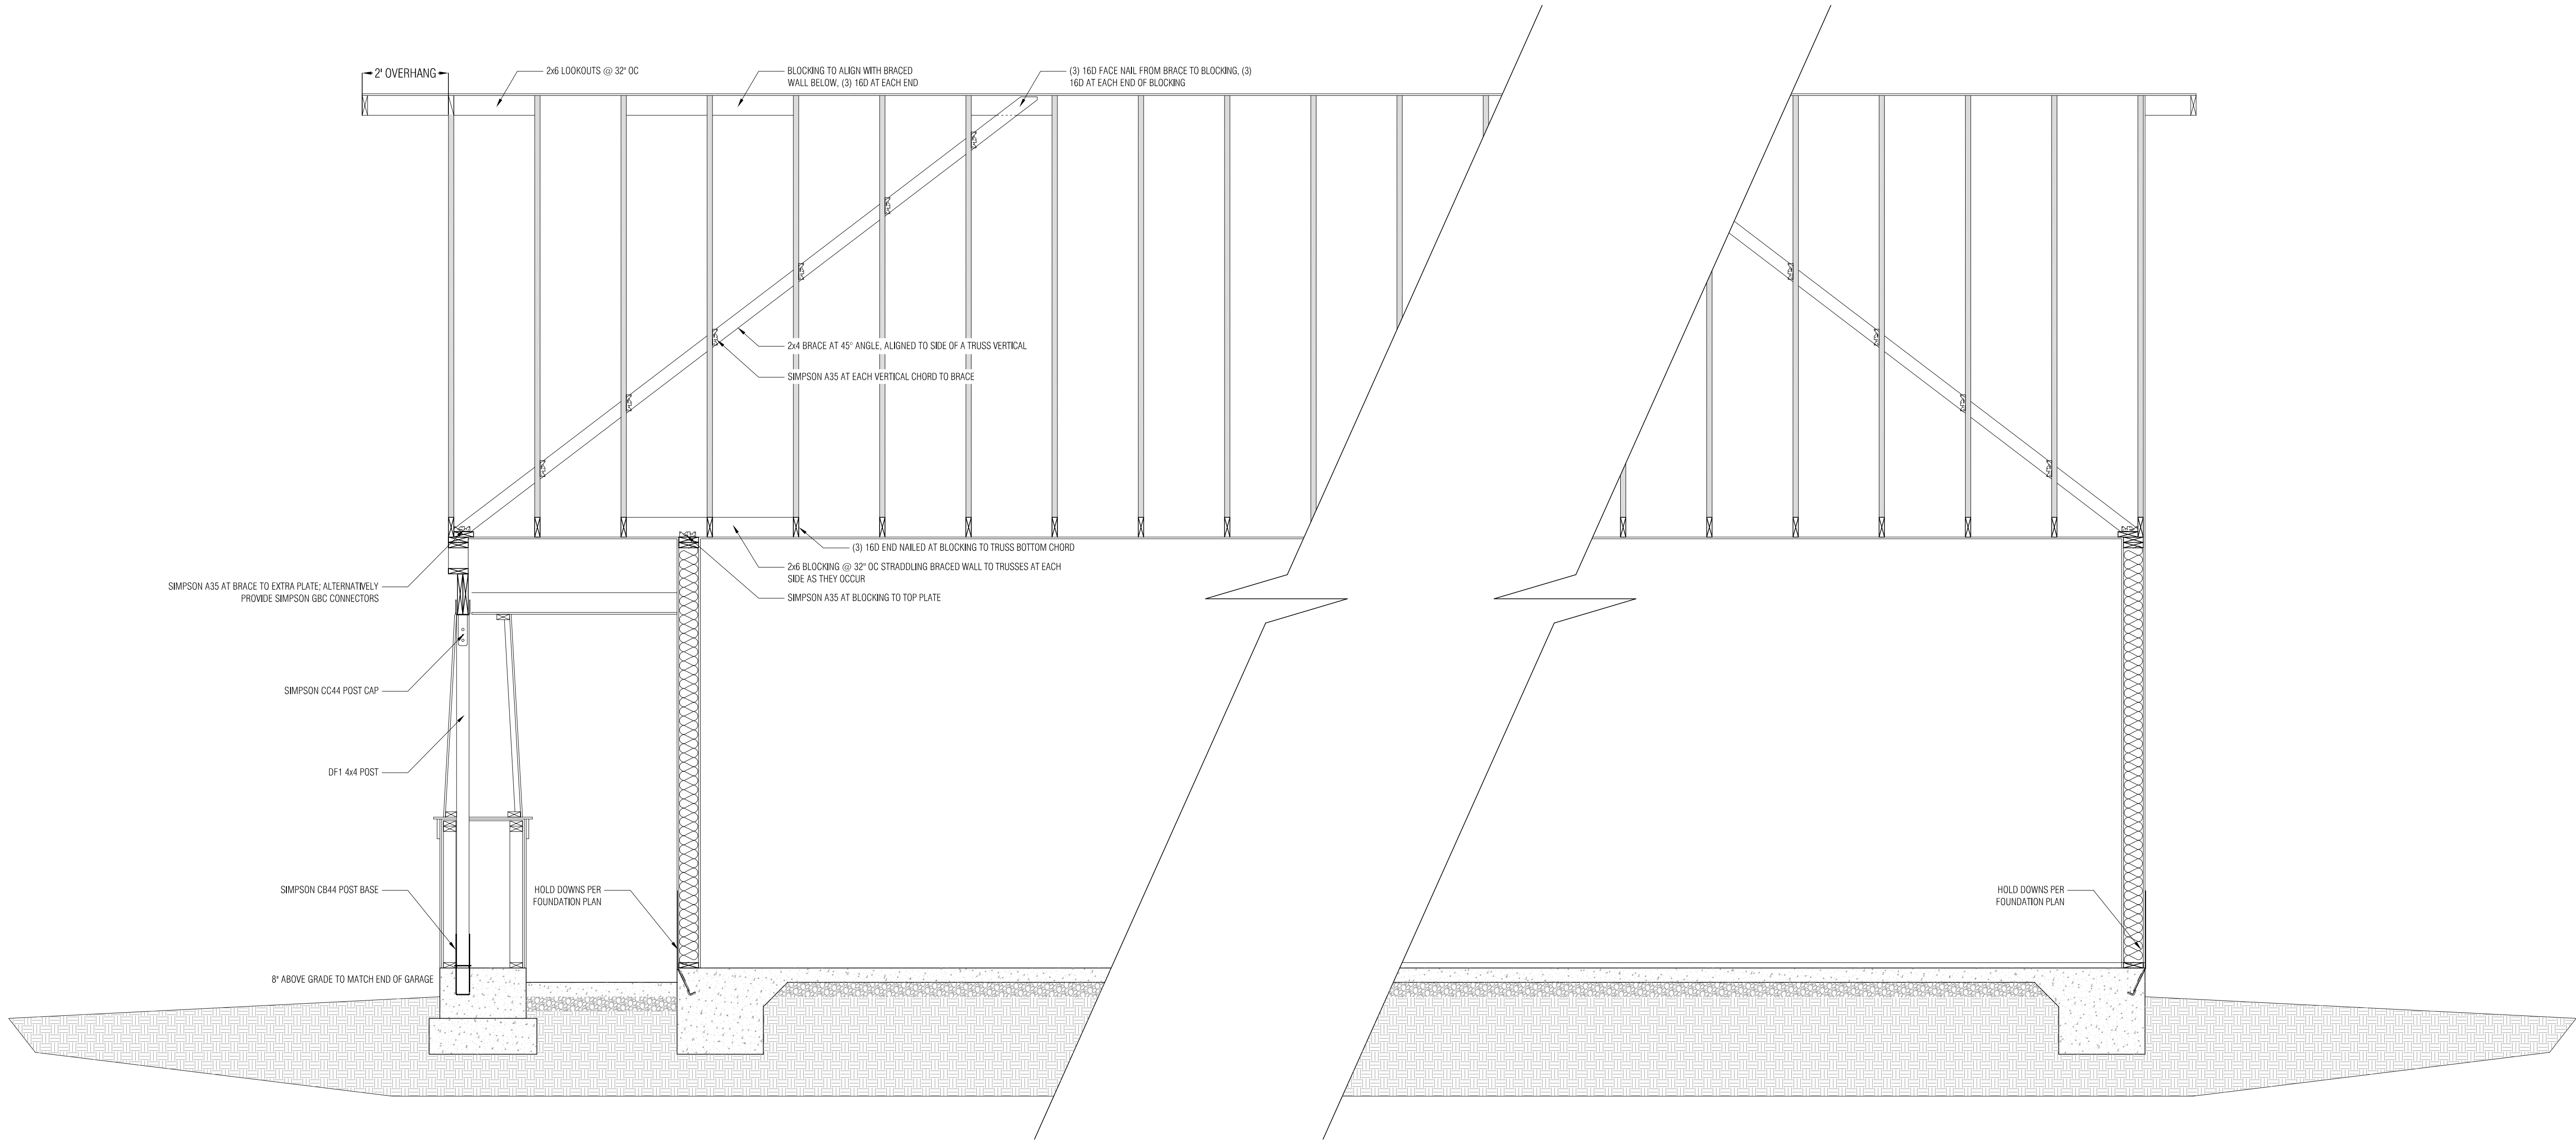 2' OVERHANG
2x6 LOOKOUTS @ 32" OC
BLOCKING TO ALIGN WITH BRACED
WALL BELOW, (3) 16D AT EACH END
(3) 16D FACE NAIL FROM BRACE TO BLOCKING, (3)
16D AT EACH END OF BLOCKING
2x4 BRACE AT 45° ANGLE, ALIGNED TO SIDE OF A TRUSS VERTICAL
SIMPSON A35 AT EACH VERTICAL CHORD TO BRACE
(3) 16D END NAILED AT BLOCKING TO TRUSS BOTTOM CHORD
2x6 BLOCKING @ 32" OC STRADDLING BRACED WALL TO TRUSSES AT EACH
SIDE AS THEY OCCUR
SIMPSON A35 AT BLOCKING TO TOP PLATE
SIMPSON A35 AT BRACE TO EXTRA PLATE; ALTERNATIVELY
PROVIDE SIMPSON GBC CONNECTORS
SIMPSON CC44 POST CAP
DF1 4x4 POST
SIMPSON CB44 POST BASE
HOLD DOWNS PER
FOUNDATION PLAN
HOLD DOWNS PER
FOUNDATION PLAN
8" ABOVE GRADE TO MATCH END OF GARAGE